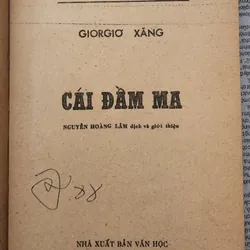 GIORGIƠ XĂNG
CÁI ĐẦM MA
NGUYỄN HOÀNG LÂM dịch và giới thiệu
NHÀ XUẤT BẢN VĂN HỌC